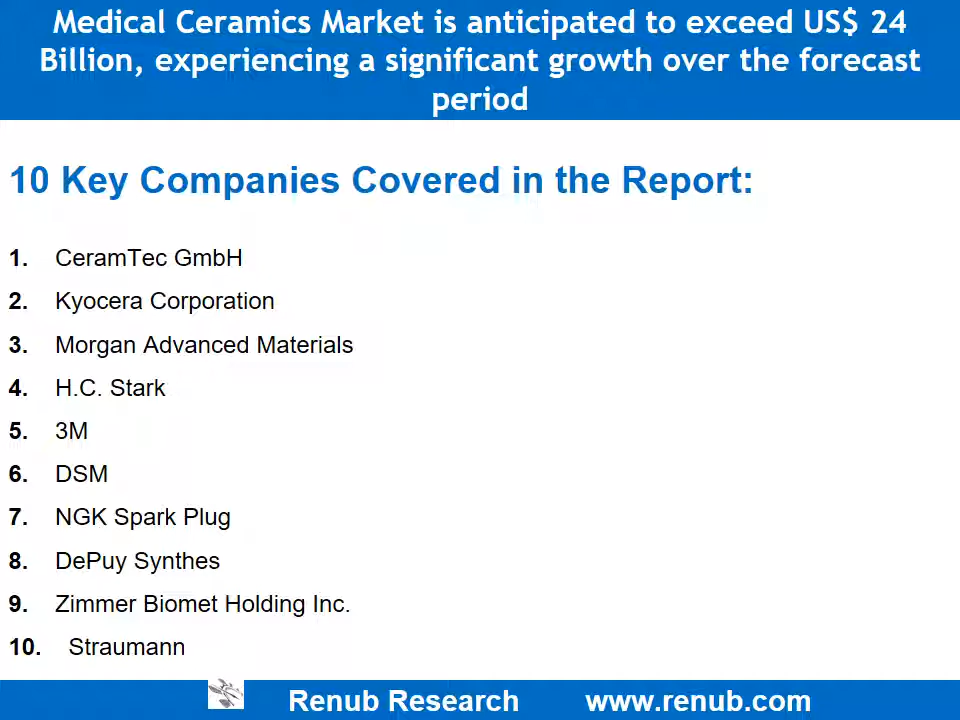 Medical Ceramics Market is anticipated to exceed US$ 24
Billion, experiencing a significant growth over the forecast
period
10 Key Companies Covered in the Report:
1. CeramTec GmbH
2. Kyocera Corporation
3. Morgan Advanced Materials
4. H.C. Stark
5. 3M
6. DSM
7. NGK Spark Plug
8. DePuy Synthes
9. Zimmer Biomet Holding Inc.
10. Straumann
Renub Research www.renub.com